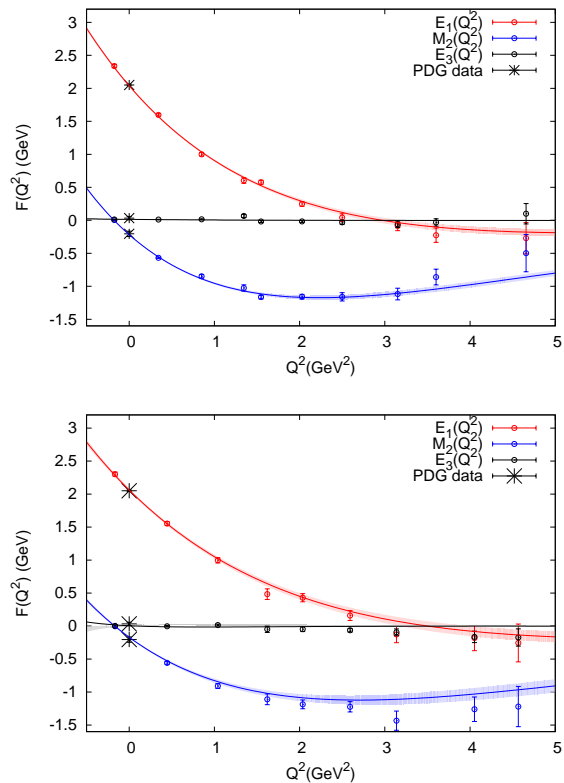 E₁(Q²)
M₂(Q²)
E₃(Q²)
PDG data
F(Q²) (GeV)
3
2.5
2
1.5
1
0.5
0
-0.5
-1
-1.5
0 1 2 3 4 5
Q²(GeV²)
E₁(Q²)
M₂(Q²)
E₃(Q²)
PDG data
F(Q²) (GeV)
3
2.5
2
1.5
1
0.5
0
-0.5
-1
-1.5
0 1 2 3 4 5
Q²(GeV²)